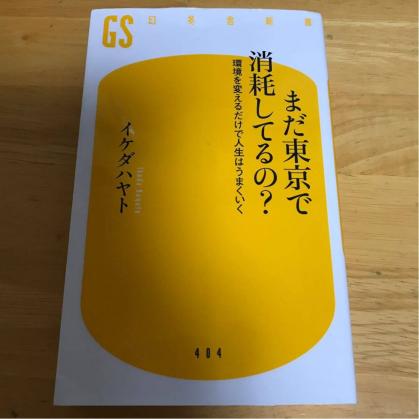 GS
幻冬舎新書
まだ東京で
消耗してるの？
環境を変えるだけで人生はうまくいく
イケダハヤト
Ikeda Hayato
404